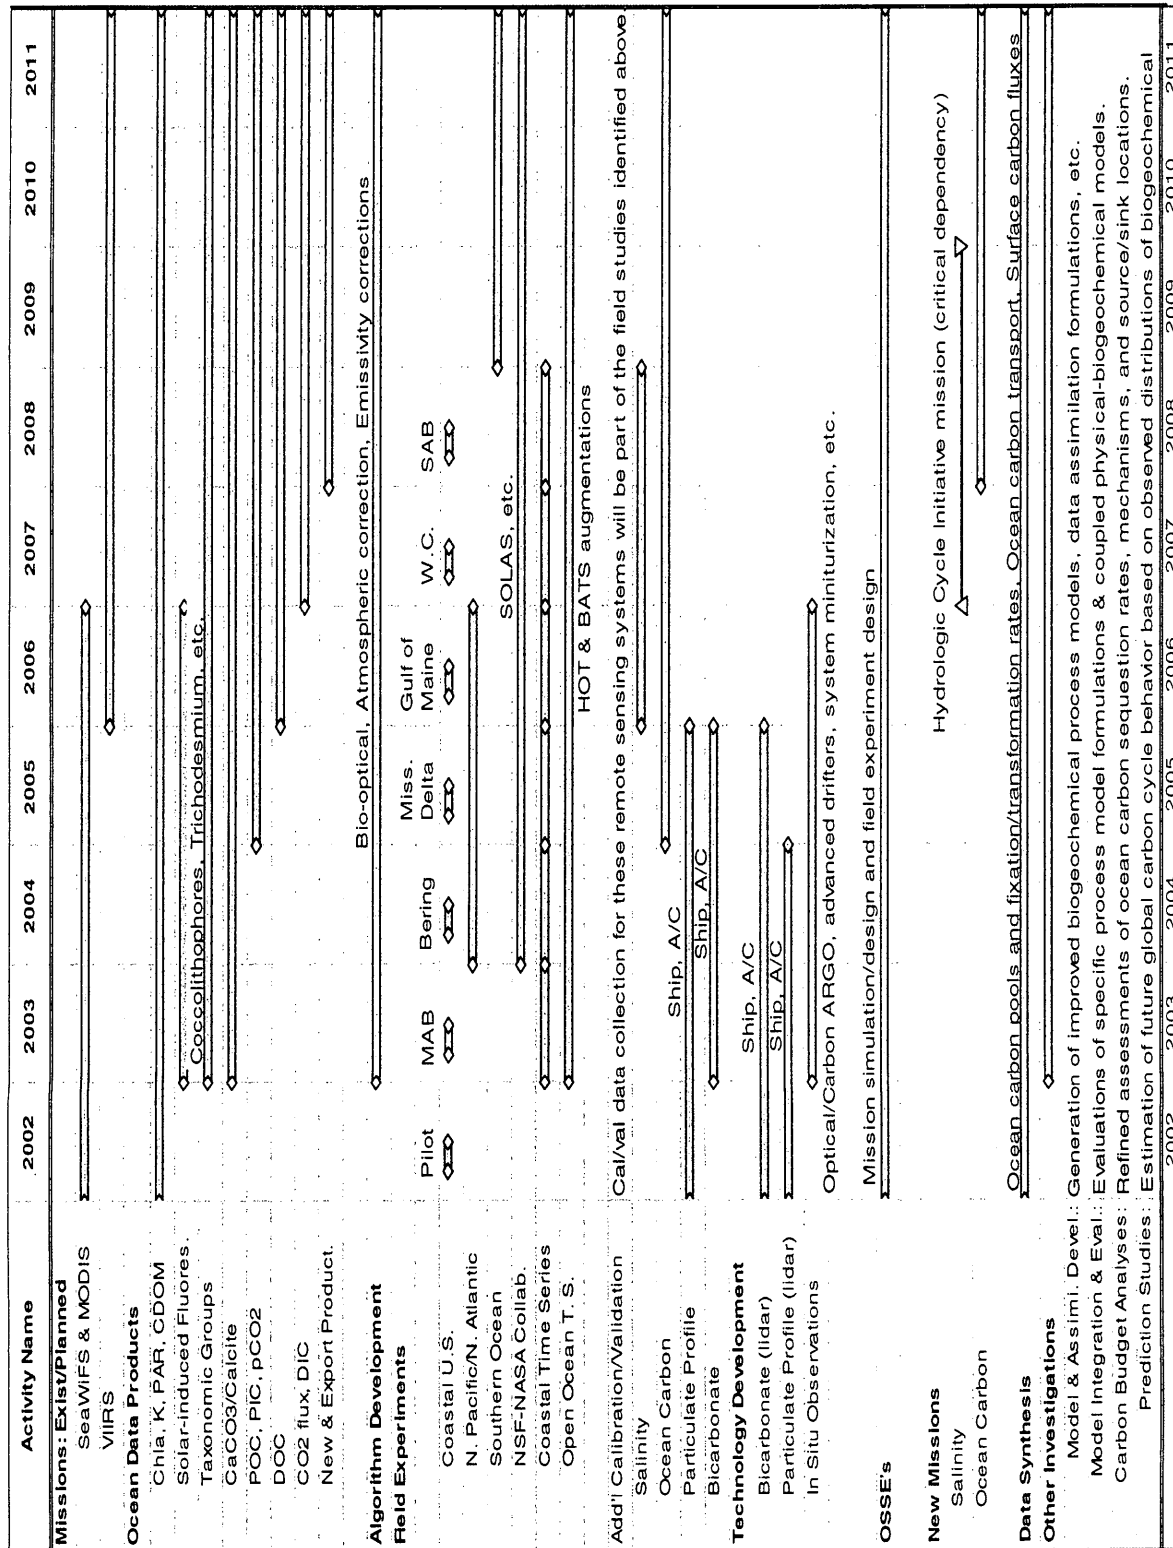 Activity Name 2002 2003 2004 2005 2006 2007 2008 2009 2010 2011
Missions: Exist/Planned
SeaWiFS & MODIS
VIIRS
Ocean Data Products
Chla, K, PAR, CDOM
Solar-induced Fluores.
Coccolithophores, Trichodesmium, etc.
Taxonomic Groups
CaCO3/Calcite
POC, PIC, pCO2
DOC
CO2 flux, DIC
New & Export Product.
Bio-optical, Atmospheric correction, Emissivity corrections
Algorithm Development
Field Experiments
Pilot MAB Bering Miss. Delta Gulf of Maine W.C. SAB
Coastal U.S.
N. Pacific/N. Atlantic
Southern Ocean
SOLAS, etc.
NSF-NASA Collab.
Coastal Time Series
Open Ocean T. S.
HOT & BATS augmentations
Add'l Calibration/Validation Cal/val data collection for these remote sensing systems will be part of the field studies identified above.
Salinity
Ocean Carbon
Ship, A/C
Particulate Profile
Ship, A/C
Bicarbonate
Technology Development
Ship, A/C
Bicarbonate (lidar)
Ship, A/C
Particulate Profile (lidar)
In Situ Observations
Optical/Carbon ARGO, advanced drifters, system miniturization, etc.
Mission simulation/design and field experiment design
OSSE's
New Missions
Hydrologic Cycle Initiative mission (critical dependency)
Salinity
Ocean Carbon
Ocean carbon pools and fixation/transformation rates, Ocean carbon transport, Surface carbon fluxes
Data Synthesis
Other Investigations
Model & Assimi. Devel.: Generation of improved biogeochemical process models, data assimilation formulations, etc.
Model Integration & Eval.: Evaluations of specific process model formulations & coupled physical-biogeochemical models.
Carbon Budget Analyses: Refined assessments of ocean carbon sequestion rates, mechanisms, and source/sink locations.
Prediction Studies: Estimation of future global carbon cycle behavior based on observed distributions of biogeochemical
2002 2003 2004 2005 2006 2007 2008 2009 2010 2011